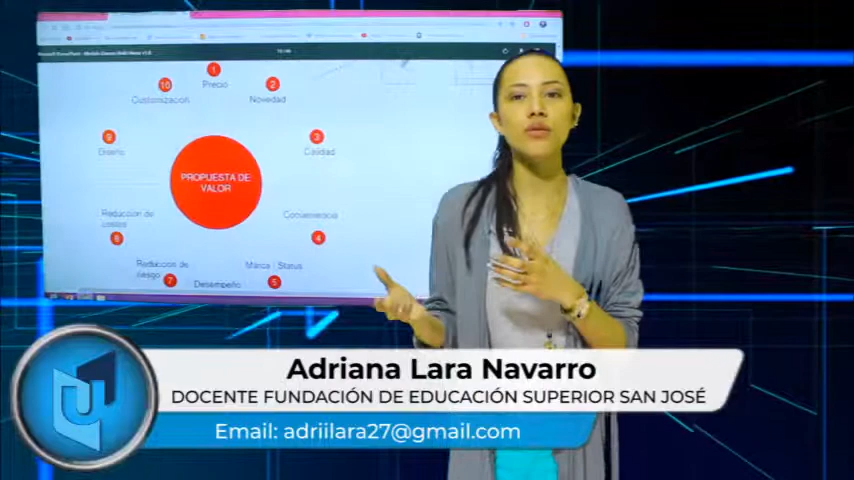 1
Precio
10
Customización
2
Novedad
9
Diseño
3
Calidad
PROPUESTA DE
VALOR
Reducción de
costos
8
Conveniencia
4
Reducción de
riesgo
7
Desempeño
Marca | Status
5
Adriana Lara Navarro
DOCENTE FUNDACIÓN DE EDUCACIÓN SUPERIOR SAN JOSÉ
Email: adriilara27@gmail.com